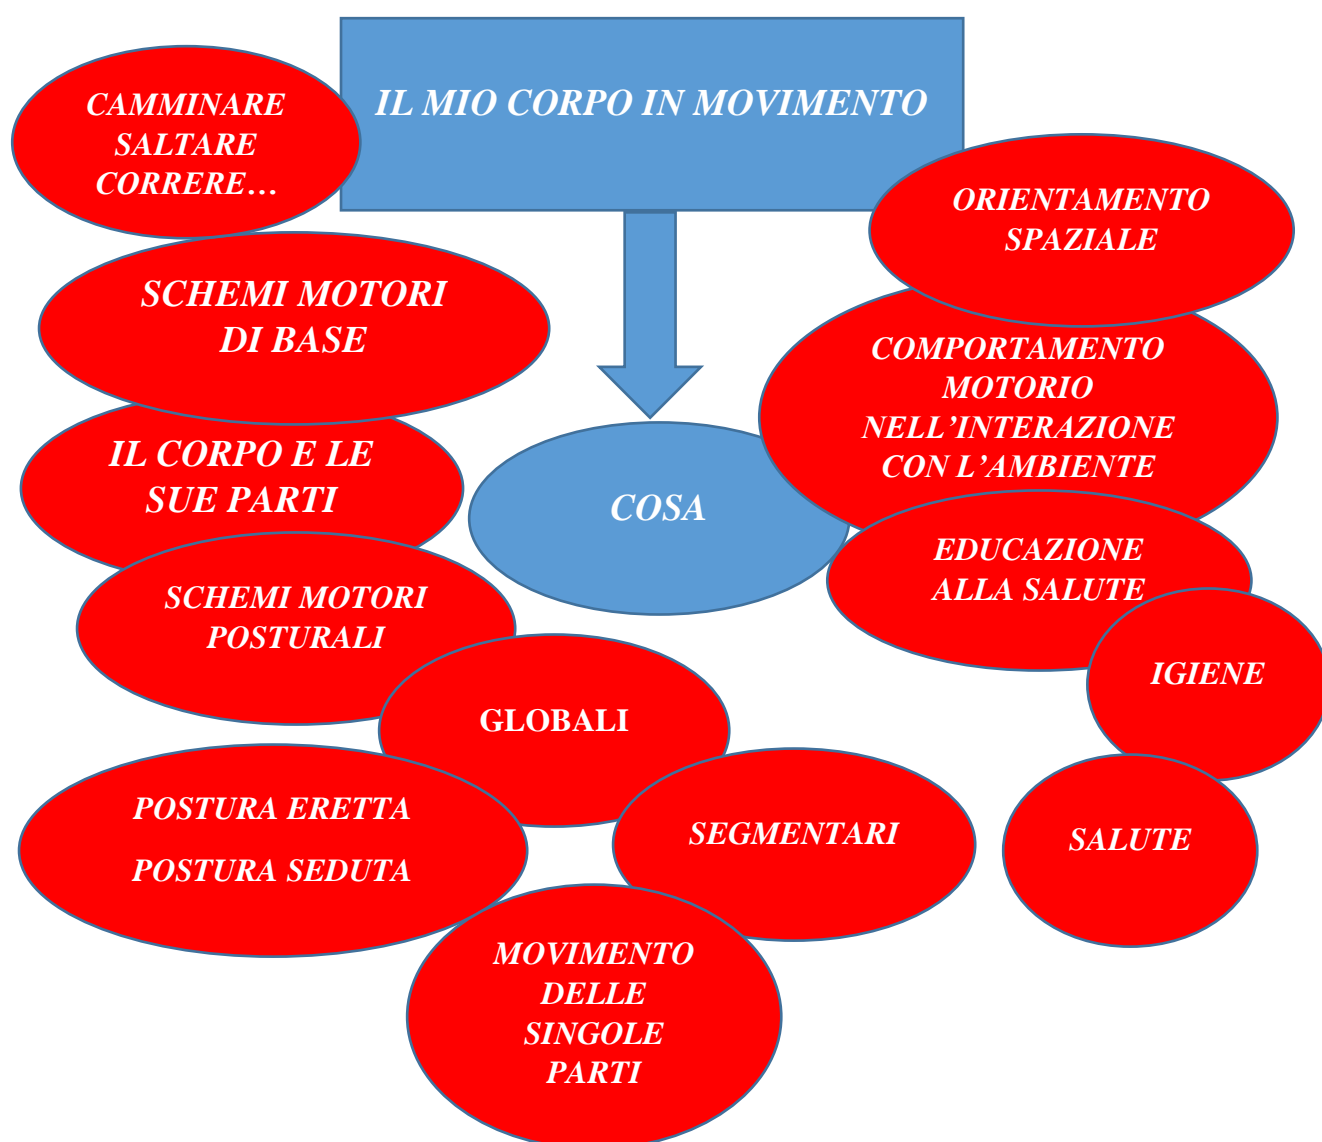 IL MIO CORPO IN MOVIMENTO
CAMMINARE
SALTARE
CORRERE…
ORIENTAMENTO
SPAZIALE
SCHEMI MOTORI
DI BASE
COMPORTAMENTO
MOTORIO
NELL’INTERAZIONE
CON L’AMBIENTE
IL CORPO E LE
SUE PARTI
COSA
EDUCAZIONE
ALLA SALUTE
SCHEMI MOTORI
POSTURALI
IGIENE
GLOBALI
POSTURA ERETTA
POSTURA SEDUTA
SEGMENTARI
SALUTE
MOVIMENTO
DELLE
SINGOLE
PARTI